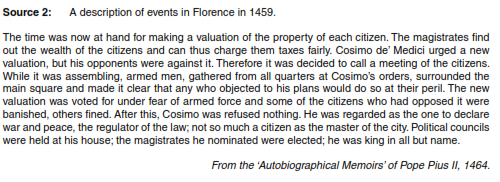 Source 2: A description of events in Florence in 1459.
The time was now at hand for making a valuation of the property of each citizen. The magistrates find
out the wealth of the citizens and can thus charge them taxes fairly. Cosimo de' Medici urged a new
valuation, but his opponents were against it. Therefore it was decided to call a meeting of the citizens.
While it was assembling, armed men, gathered from all quarters at Cosimo's orders, surrounded the
main square and made it clear that any who objected to his plans would do so at their peril. The new
valuation was voted for under fear of armed force and some of the citizens who had opposed it were
banished, others fined. After this, Cosimo was refused nothing. He was regarded as the one to declare
war and peace, the regulator of the law; not so much a citizen as the master of the city. Political councils
were held at his house; the magistrates he nominated were elected; he was king in all but name.
From the 'Autobiographical Memoirs' of Pope Pius II, 1464.